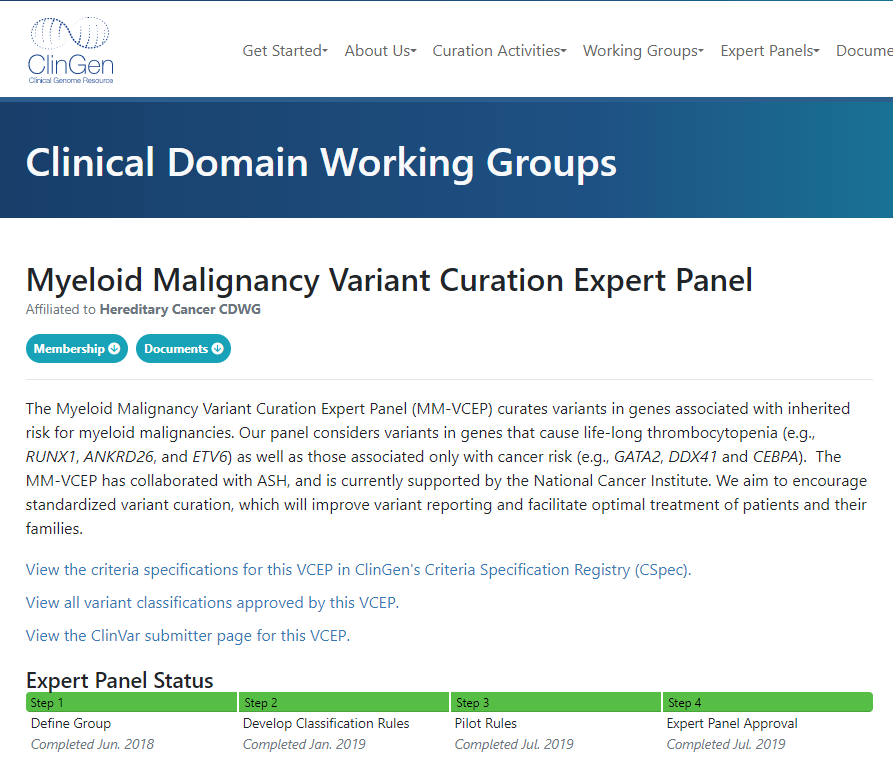 ClinGen
Clinical Genome Resource
Get Started
About Us
Curation Activities
Working Groups
Expert Panels
Docume
Clinical Domain Working Groups
Myeloid Malignancy Variant Curation Expert Panel
Affiliated to Hereditary Cancer CDWG
Membership
Documents
The Myeloid Malignancy Variant Curation Expert Panel (MM-VCEP) curates variants in genes associated with inherited
risk for myeloid malignancies. Our panel considers variants in genes that cause life-long thrombocytopenia (e.g.,
RUNX1, ANKRD26, and ETV6) as well as those associated only with cancer risk (e.g., GATA2, DDX41 and CEBPA). The
MM-VCEP has collaborated with ASH, and is currently supported by the National Cancer Institute. We aim to encourage
standardized variant curation, which will improve variant reporting and facilitate optimal treatment of patients and their
families.
View the criteria specifications for this VCEP in ClinGen's Criteria Specification Registry (CSpec).
View all variant classifications approved by this VCEP.
View the ClinVar submitter page for this VCEP.
Expert Panel Status
Step 1
Define Group
Completed Jun. 2018
Step 2
Develop Classification Rules
Completed Jan. 2019
Step 3
Pilot Rules
Completed Jul. 2019
Step 4
Expert Panel Approval
Completed Jul. 2019